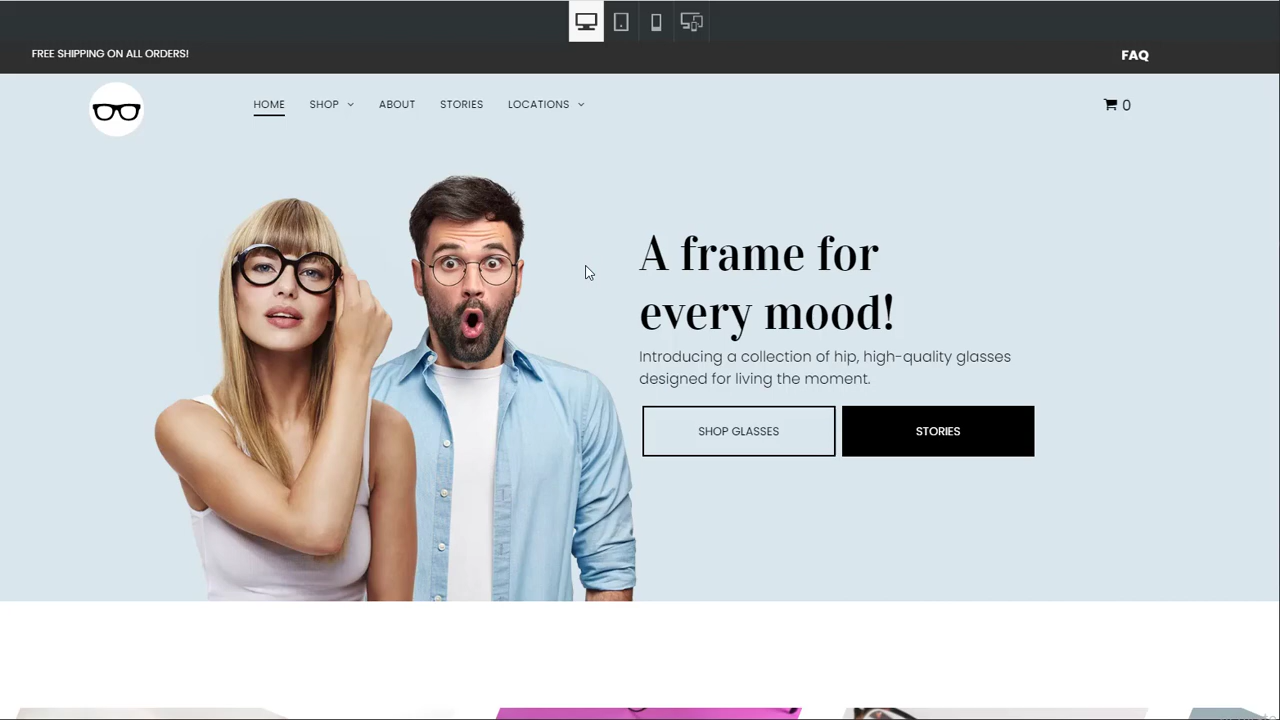 FREE SHIPPING ON ALL ORDERS!
FAQ
HOME SHOP ABOUT STORIES LOCATIONS
0
A frame for
every mood!
Introducing a collection of hip, high-quality glasses
designed for living the moment.
SHOP GLASSES
STORIES